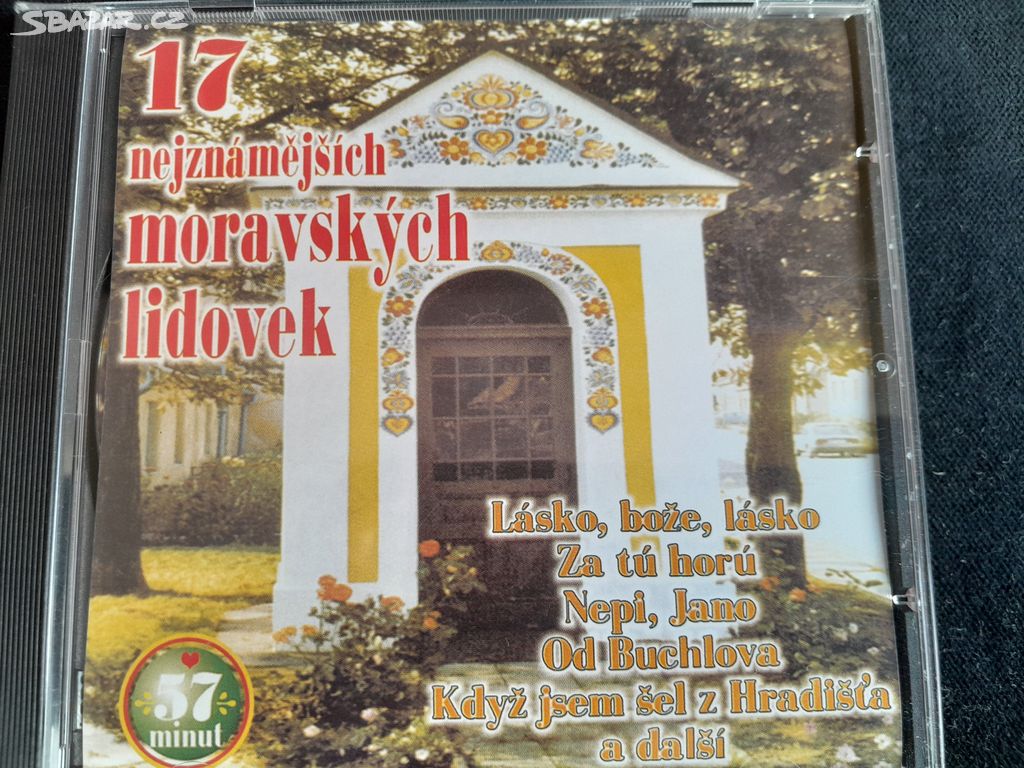 SBAZAR.CZ
17
nejznámějších
moravských
lidovek
Lásko, bože, lásko
Za tú horú
Nepi, Jano
Od Buchlova
Když jsem šel z Hradišťa
a další
57
minut